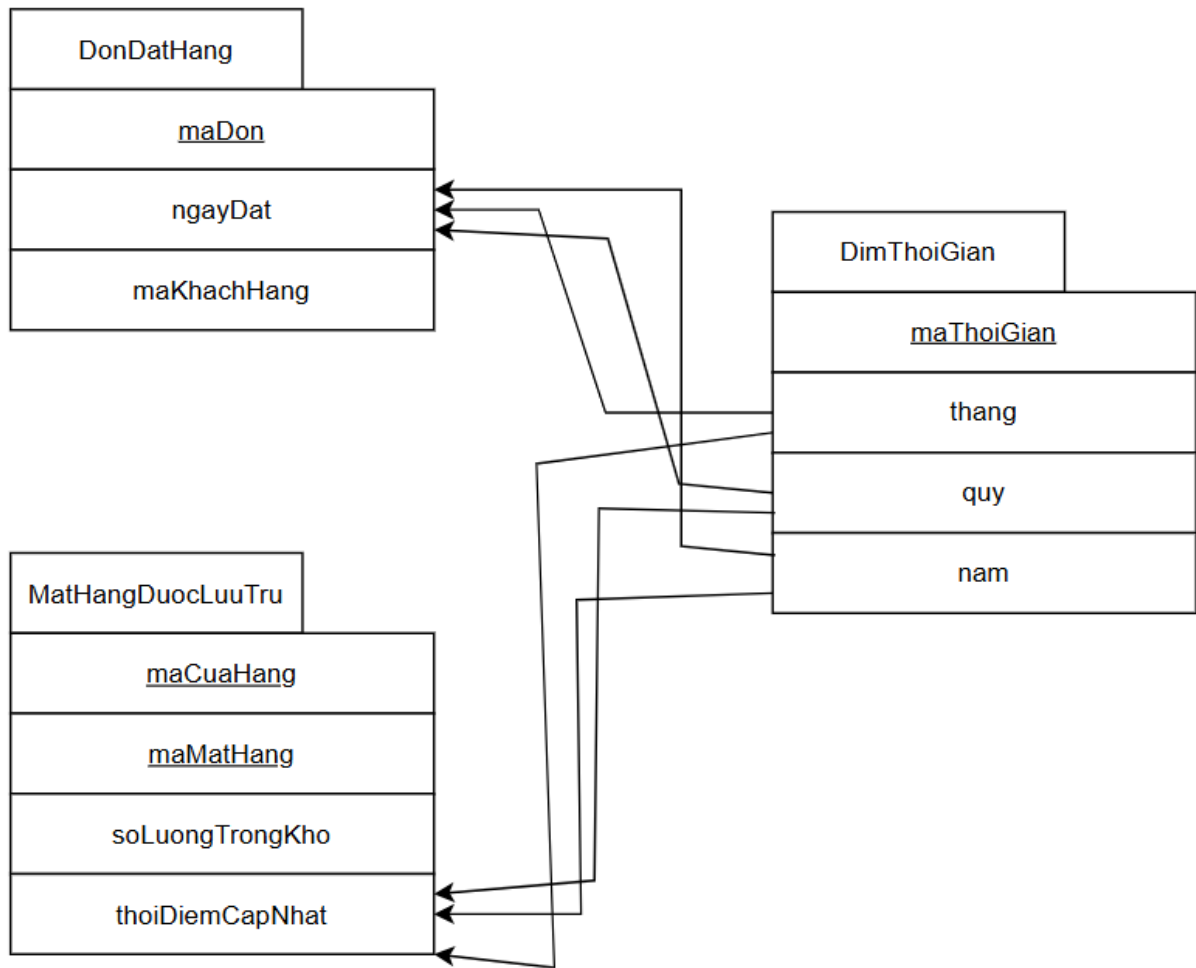 DonDatHang
maDon
ngayDat
maKhachHang
DimThoiGian
maThoiGian
thang
quy
nam
MatHangDuocLuuTru
maCuaHang
maMatHang
soLuongTrongKho
thoiDiemCapNhat